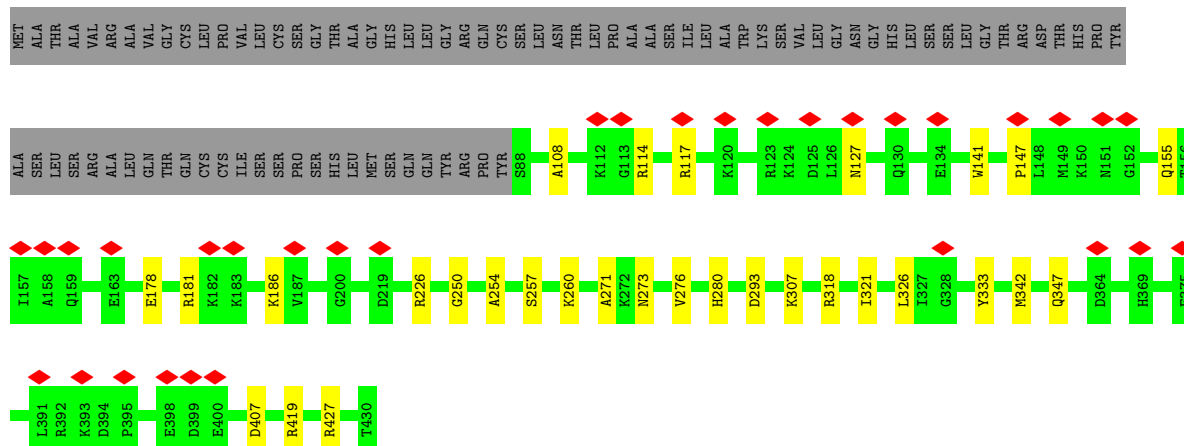 MET ALA THR ALA VAL ARG ALA VAL GLY CYS LEU PRO VAL LEU CYS SER GLY THR ALA GLY HIS LEU LEU GLY ARG GLN CYS SER LEU ASN THR LEU PRO ALA ALA SER ILE LEU ALA TRP LYS SER VAL LEU GLY ASN GLY HIS LEU SER SER LEU GLY THR ARG ASP THR HIS PRO TYR
ALA SER LEU SER ARG ALA LEU GLN THR GLN CYS CYS ILE SER SER PRO SER HIS LEU MET SER GLN GLN TYR ARG PRO TYR S88 A108 K112 G113 R114 R117 K120 R123 K124 D125 L126 N127 Q130 E134 W141 P147 L148 M149 K150 N151 G152 Q155 T156
I157 A158 Q159 E163 E178 R181 K182 K183 K186 V187 G200 D219 R226 G250 A254 S257 K260 A271 K272 N273 V276 H280 D293 K307 R318 I321 L326 I327 G328 Y333 M342 Q347 D364 H369
L391 R392 K393 D394 P395 E398 D399 E400 D407 R419 R427 T430